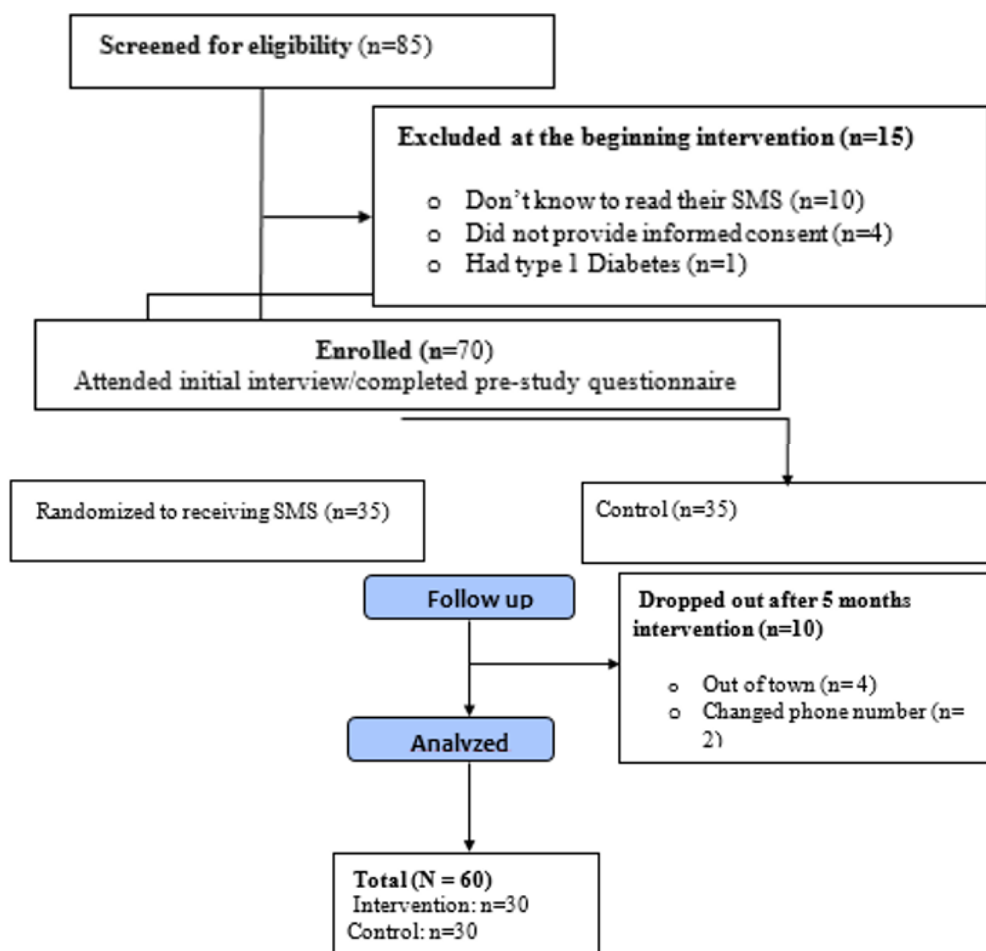 Screened for eligibility (n=85)
Excluded at the beginning intervention (n=15)
o Don't know to read their SMS (n=10)
o Did not provide informed consent (n=4)
o Had type 1 Diabetes (n=1)
Enrolled (n=70)
Attended initial interview/completed pre-study questionnaire
Randomized to receiving SMS (n=35)
Control (n=35)
Follow up
Dropped out after 5 months
intervention (n=10)
o Out of town (n=4)
o Changed phone number (n=
2)
Analyzed
Total (N = 60)
Intervention: n=30
Control: n=30